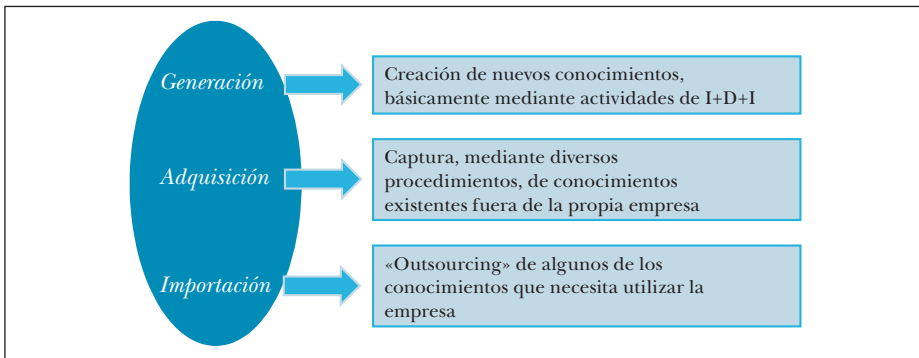 Generación
Creación de nuevos conocimientos,
básicamente mediante actividades de I+D+I
Adquisición
Captura, mediante diversos
procedimientos, de conocimientos
existentes fuera de la propia empresa
Importación
«Outsourcing» de algunos de los
conocimientos que necesita utilizar la
empresa